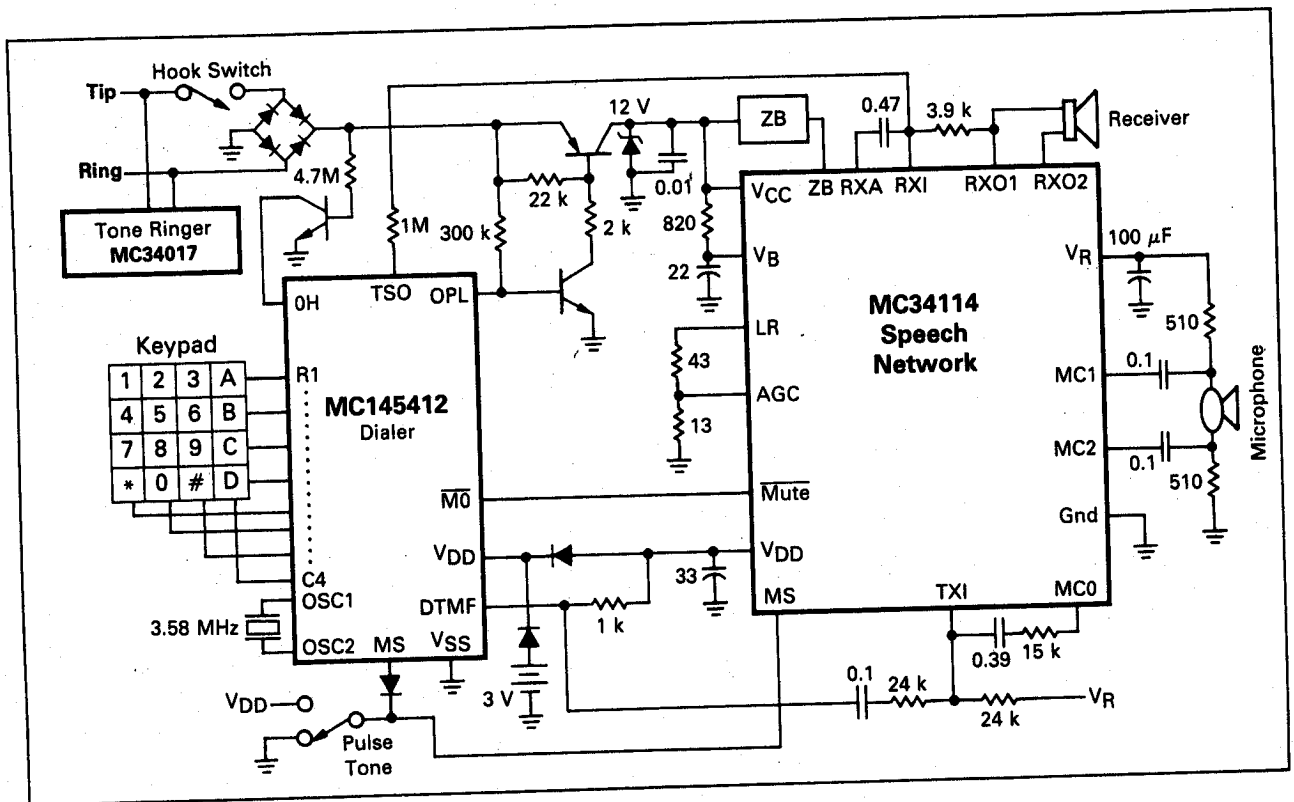 Hook Switch
Tip
Ring
Tone Ringer
MC34017
4.7M
1M
300 k
22 k
2 k
12 V
0.01
ZB
820
22
0.47
3.9 k
Receiver
0H
TSO
OPL
Keypad
1 2 3 A
4 5 6 B
7 8 9 C
* 0 # D
R1
C4
OSC1
OSC2
3.58 MHz
MC145412
Dialer
M0
VDD
DTMF
MS
VSS
VCC
ZB RXA RXI RXO1 RXO2
VB
LR
AGC
Mute
VDD
MS
MC34114
Speech
Network
VR
MC1
MC2
Gnd
TXI
MC0
43
13
33
1 k
3 V
100 µF
510
0.1
0.1
510
Microphone
0.39
15 k
0.1
24 k
24 k
VR
VDD
Pulse
Tone